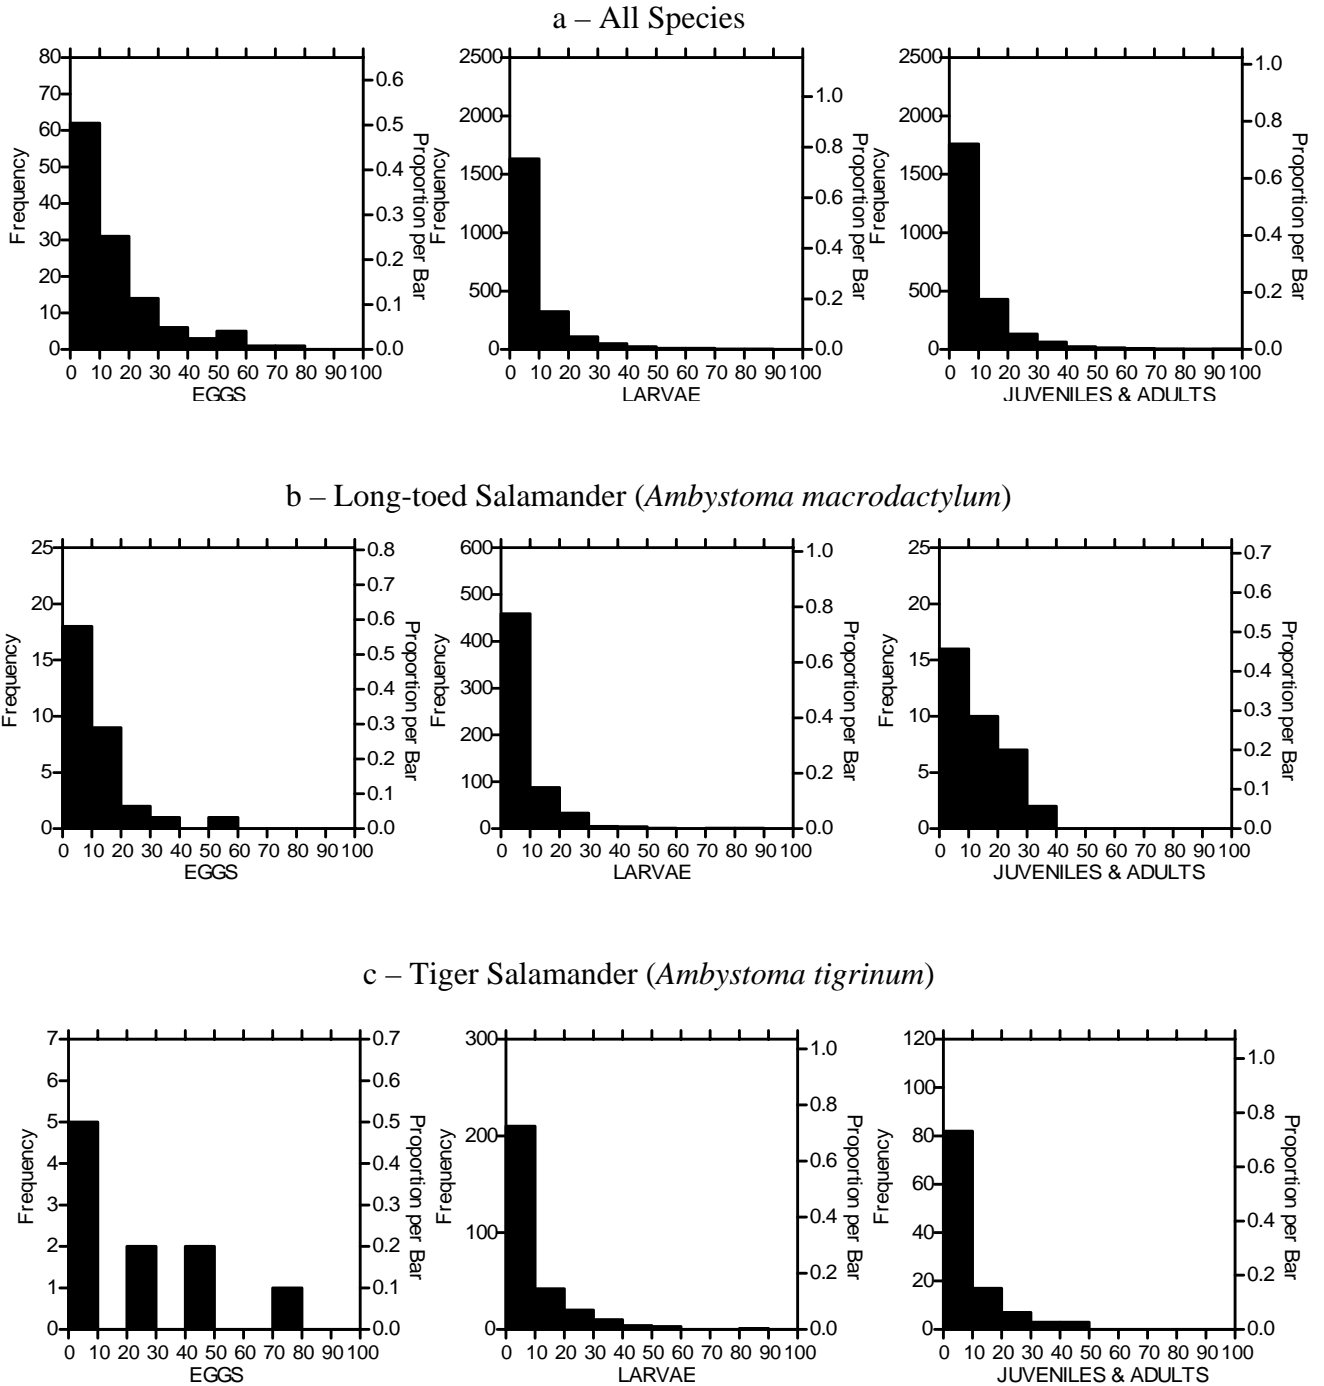 a – All Species
80 70 60 50 40 30 20 10 0
Frequency
0 10 20 30 40 50 60 70 80 90 100
EGGS
0.6 0.5 0.4 0.3 0.2 0.1 0.0
Proportion per Bar
2500 2000 1500 1000 500 0
Frequency
0 10 20 30 40 50 60 70 80 90 100
LARVAE
1.0 0.8 0.6 0.4 0.2 0.0
Proportion per Bar
2500 2000 1500 1000 500 0
Frequency
0 10 20 30 40 50 60 70 80 90 100
JUVENILES & ADULTS
1.0 0.8 0.6 0.4 0.2 0.0
Proportion per Bar
b – Long-toed Salamander (Ambystoma macrodactylum)
25 20 15 10 5 0
Frequency
0 10 20 30 40 50 60 70 80 90 100
EGGS
0.8 0.7 0.6 0.5 0.4 0.3 0.2 0.1 0.0
Proportion per Bar
600 500 400 300 200 100 0
Frequency
0 10 20 30 40 50 60 70 80 90 100
LARVAE
1.0 0.8 0.6 0.4 0.2 0.0
Proportion per Bar
25 20 15 10 5 0
Frequency
0 10 20 30 40 50 60 70 80 90 100
JUVENILES & ADULTS
0.7 0.6 0.5 0.4 0.3 0.2 0.1 0.0
Proportion per Bar
c – Tiger Salamander (Ambystoma tigrinum)
7 6 5 4 3 2 1 0
Frequency
0 10 20 30 40 50 60 70 80 90 100
EGGS
0.7 0.6 0.5 0.4 0.3 0.2 0.1 0.0
Proportion per Bar
300 200 100 0
Frequency
0 10 20 30 40 50 60 70 80 90 100
LARVAE
1.0 0.8 0.6 0.4 0.2 0.0
Proportion per Bar
120 100 80 60 40 20 0
Frequency
0 10 20 30 40 50 60 70 80 90 100
JUVENILES & ADULTS
1.0 0.8 0.6 0.4 0.2 0.0
Proportion per Bar